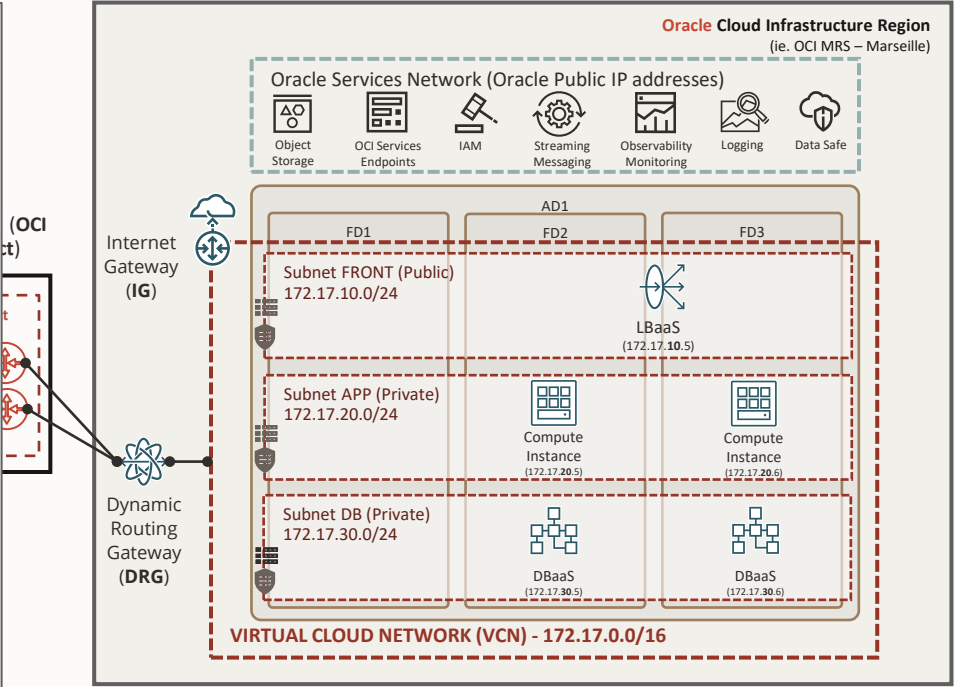 Oracle Cloud Infrastructure Region
(ie. OCI MRS – Marseille)
Oracle Services Network (Oracle Public IP addresses)
Object
Storage
OCI Services
Endpoints
IAM
Streaming
Messaging
Observability
Monitoring
Logging
Data Safe
(OCI
AD1
FD1
FD2
FD3
Internet
Gateway
(IG)
Subnet FRONT (Public)
172.17.10.0/24
LBaaS
(172.17.10.5)
Subnet APP (Private)
172.17.20.0/24
Compute
Instance
(172.17.20.5)
Compute
Instance
(172.17.20.6)
Dynamic
Routing
Gateway
(DRG)
Subnet DB (Private)
172.17.30.0/24
DBaaS
(172.17.30.5)
DBaaS
(172.17.30.6)
VIRTUAL CLOUD NETWORK (VCN) - 172.17.0.0/16